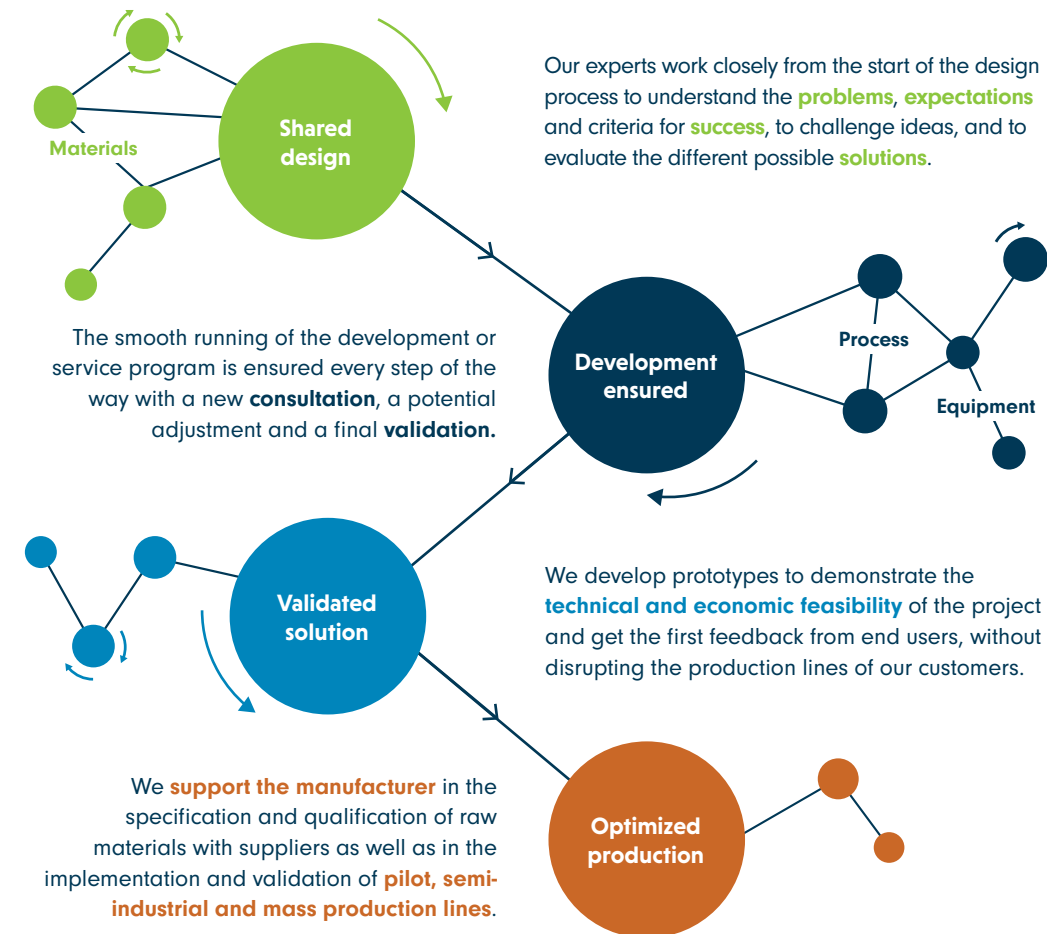 Shared
design
Materials
Our experts work closely from the start of the design
process to understand the problems, expectations
and criteria for success, to challenge ideas, and to
evaluate the different possible solutions.
Development
ensured
Process
Equipment
The smooth running of the development or
service program is ensured every step of the
way with a new consultation, a potential
adjustment and a final validation.
Validated
solution
We develop prototypes to demonstrate the
technical and economic feasibility of the project
and get the first feedback from end users, without
disrupting the production lines of our customers.
Optimized
production
We support the manufacturer in the
specification and qualification of raw
materials with suppliers as well as in the
implementation and validation of pilot, semi-
industrial and mass production lines.